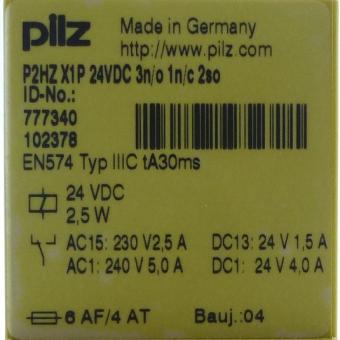 pilz Made in Germany
http://www.pilz.com
P2HZ X1P 24VDC 3n/o 1n/c 2so
ID-No.:
777340
102378
EN574 Typ IIIC tA30ms
24 VDC
2,5 W
AC15: 230 V2,5 A DC13: 24 V 1,5 A
AC1: 240 V 5,0 A DC1: 24 V 4,0 A
6 AF/4 AT Bauj.:04